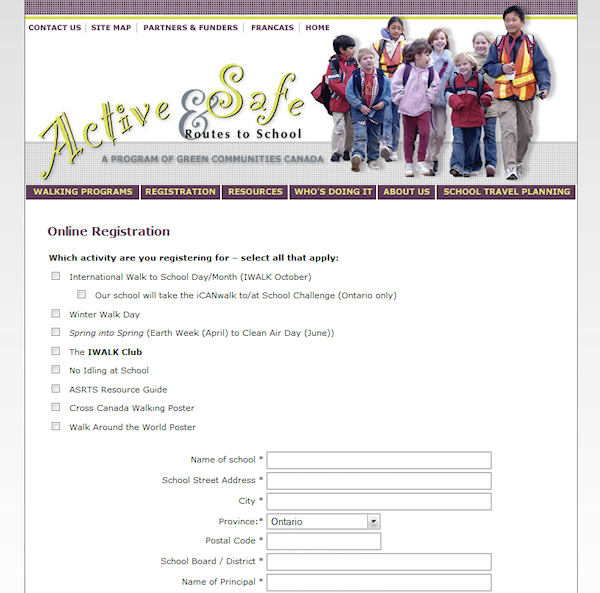 CONTACT US | SITE MAP | PARTNERS & FUNDERS | FRANCAIS | HOME
Active & Safe
Routes to School
A PROGRAM OF GREEN COMMUNITIES CANADA
WALKING PROGRAMS REGISTRATION RESOURCES WHO'S DOING IT ABOUT US SCHOOL TRAVEL PLANNING
Online Registration
Which activity are you registering for – select all that apply:
International Walk to School Day/Month (IWALK October)
Our school will take the iCANwalk to/at School Challenge (Ontario only)
Winter Walk Day
Spring into Spring (Earth Week (April) to Clean Air Day (June))
The IWALK Club
No Idling at School
ASRTS Resource Guide
Cross Canada Walking Poster
Walk Around the World Poster
Name of school *
School Street Address *
City *
Province:* Ontario
Postal Code *
School Board / District *
Name of Principal *